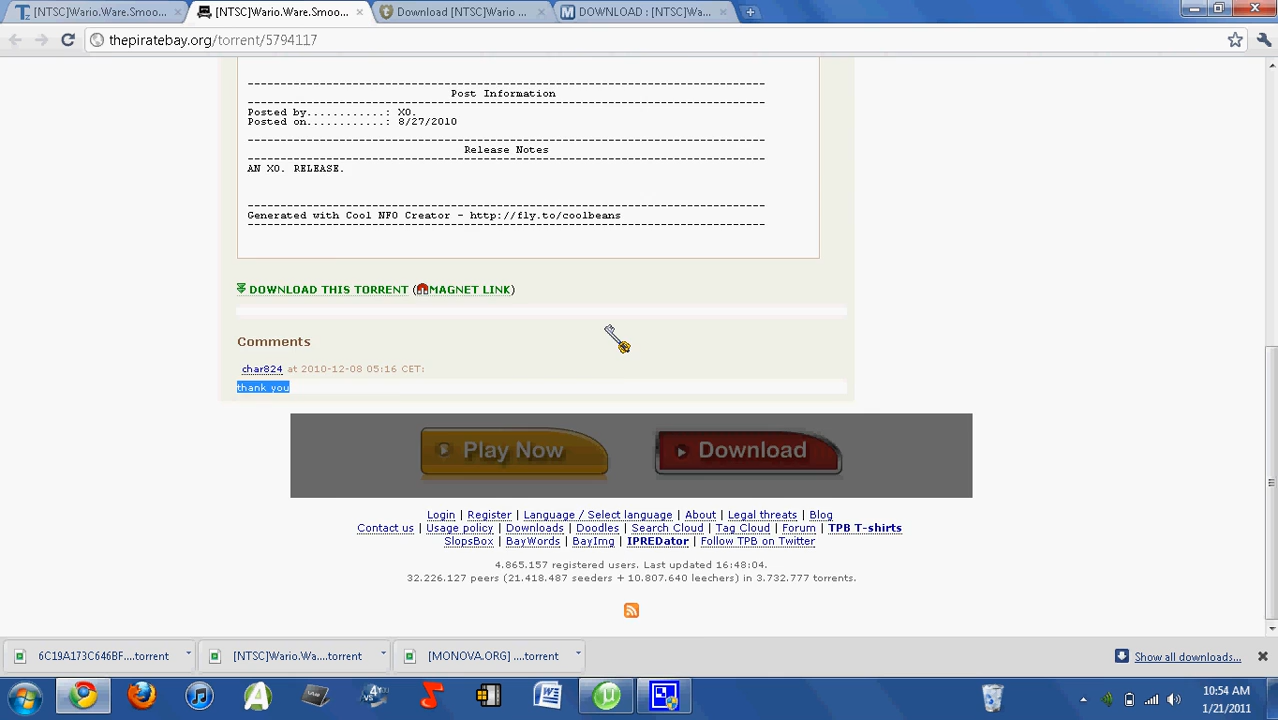 [NTSC]Wario.Ware.Smoo...
[NTSC]Wario.Ware.Smoo...
Download [NTSC]Wario ...
DOWNLOAD : [NTSC]Wa...
thepiratebay.org/torrent/5794117
Post Information
Posted by............: XO.
Posted on............: 8/27/2010
Release Notes
AN XO. RELEASE.
Generated with Cool NFO Creator - http://fly.to/coolbeans
DOWNLOAD THIS TORRENT (MAGNET LINK)
Comments
char824 at 2010-12-08 05:16 CET:
thank you
Play Now
Download
Login | Register | Language / Select language | About | Legal threats | Blog
Contact us | Usage policy | Downloads | Doodles | Search Cloud | Tag Cloud | Forum | TPB T-shirts
SlopsBox | BayWords | BayImg | IPREDator | Follow TPB on Twitter
4.865.157 registered users. Last updated 16:48:04.
32.226.127 peers (21.418.487 seeders + 10.807.640 leechers) in 3.732.777 torrents.
6C19A173C646BF....torrent
[NTSC]Wario.Wa....torrent
[MONOVA.ORG] ....torrent
Show all downloads...
10:54 AM
1/21/2011